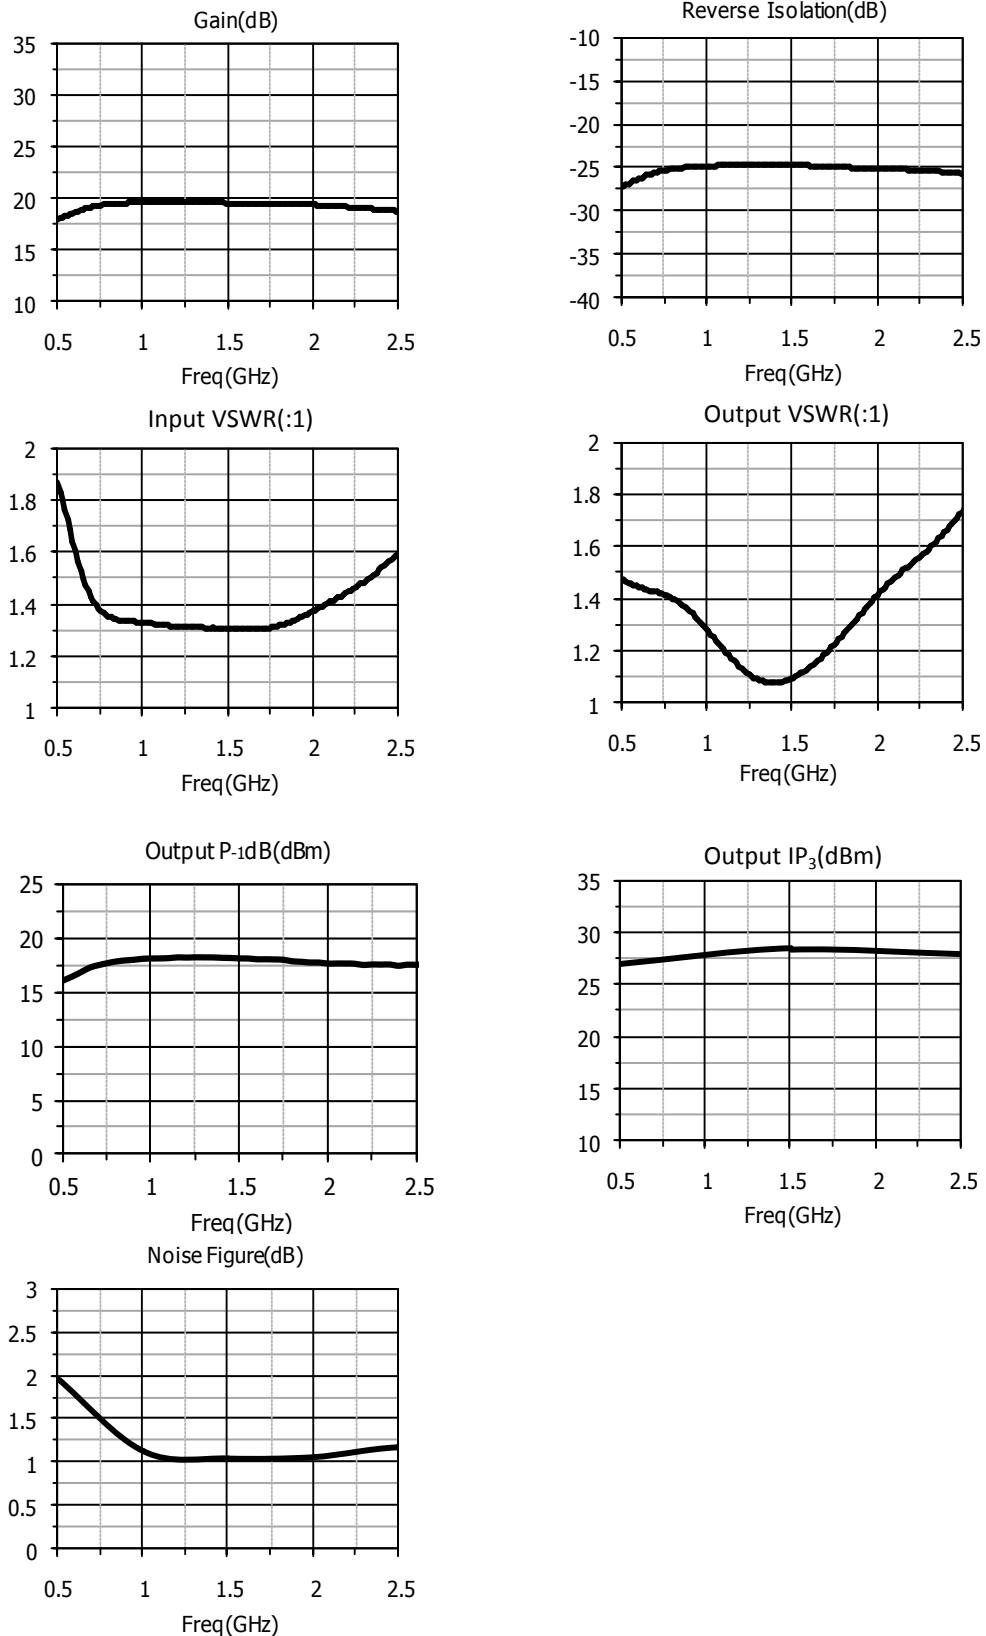 Gain(dB)
35
30
25
20
15
10
0.5 1 1.5 2 2.5
Freq(GHz)
Reverse Isolation(dB)
-10
-15
-20
-25
-30
-35
-40
0.5 1 1.5 2 2.5
Freq(GHz)
Input VSWR(:1)
2
1.8
1.6
1.4
1.2
1
0.5 1 1.5 2 2.5
Freq(GHz)
Output VSWR(:1)
2
1.8
1.6
1.4
1.2
1
0.5 1 1.5 2 2.5
Freq(GHz)
Output P-1dB(dBm)
25
20
15
10
5
0
0.5 1 1.5 2 2.5
Freq(GHz)
Output IP₃(dBm)
35
30
25
20
15
10
0.5 1 1.5 2 2.5
Freq(GHz)
Noise Figure(dB)
3
2.5
2
1.5
1
0.5
0
0.5 1 1.5 2 2.5
Freq(GHz)